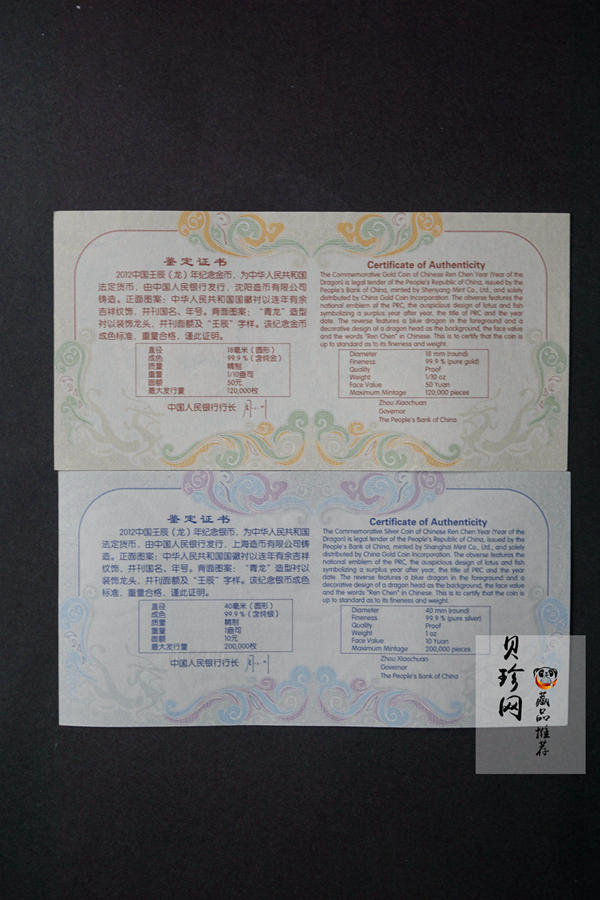 鉴定证书
2012中国壬辰（龙）年纪念金币，为中华人民共和国
法定货币，由中国人民银行发行，沈阳造币有限公司
铸造。正面图案：中华人民共和国国徽衬以连年有余
吉祥纹饰，并刊国名、年号。背面图案：“青龙”造型
衬以装饰龙头，并刊面额及“壬辰”字样。该纪念金币
成色标准，重量合格，谨此证明。
直径 18毫米（圆形）
成色 99.9％（含纯金）
质量 精制
重量 1/10盎司
面额 50元
最大发行量 120,000枚
中国人民银行行长
Certificate of Authenticity
The Commemorative Gold Coin of Chinese Ren Chen Year (Year of the
Dragon) is legal tender of the People's Republic of China, issued by the
People's Bank of China, minted by Shenyang Mint Co., Ltd., and solely
distributed by China Gold Coin Incorporation. The obverse features the
national emblem of the PRC, the auspicious design of lotus and fish
symbolizing a surplus year after year, the title of PRC and the year
date. The reverse features a blue dragon in the foreground and a
decorative design of a dragon head as the background, the face value
and the words "Ren Chen" in Chinese. This is to certify that the coin is
up to standard as to its fineness and weight.
Diameter 18 mm (round)
Fineness 99.9 % (pure gold)
Quality Proof
Weight 1/10 oz
Face Value 50 Yuan
Maximum Mintage 120,000 pieces
Zhou Xiaochuan
Governor
The People's Bank of China
鉴定证书
2012中国壬辰（龙）年纪念银币，为中华人民共和国
法定货币，由中国人民银行发行，上海造币有限公司铸
造。正面图案：中华人民共和国国徽衬以连年有余吉祥
纹饰，并刊国名、年号。背面图案：“青龙”造型衬以
装饰龙头，并刊面额及“壬辰”字样。该纪念银币成色
标准，重量合格，谨此证明。
直径 40毫米（圆形）
成色 99.9％（含纯银）
质量 精制
重量 1盎司
面额 10元
最大发行量 200,000枚
中国人民银行行长
Certificate of Authenticity
The Commemorative Silver Coin of Chinese Ren Chen Year (Year of the
Dragon) is legal tender of the People's Republic of China, issued by the
People's Bank of China, minted by Shanghai Mint Co., Ltd., and solely
distributed by China Gold Coin Incorporation. The obverse features the
national emblem of the PRC, the auspicious design of lotus and fish
symbolizing a surplus year after year, the title of PRC and the year
date. The reverse features a blue dragon in the foreground and a
decorative design of a dragon head as the background, the face value
and the words "Ren Chen" in Chinese. This is to certify that the coin is
up to standard as to its fineness and weight.
Diameter 40 mm (round)
Fineness 99.9 % (pure silver)
Quality Proof
Weight 1 oz
Face Value 10 Yuan
Maximum Mintage 200,000 pieces
Zhou Xiaochuan
Governor
The People's Bank of China
贝珍网
藏品推荐